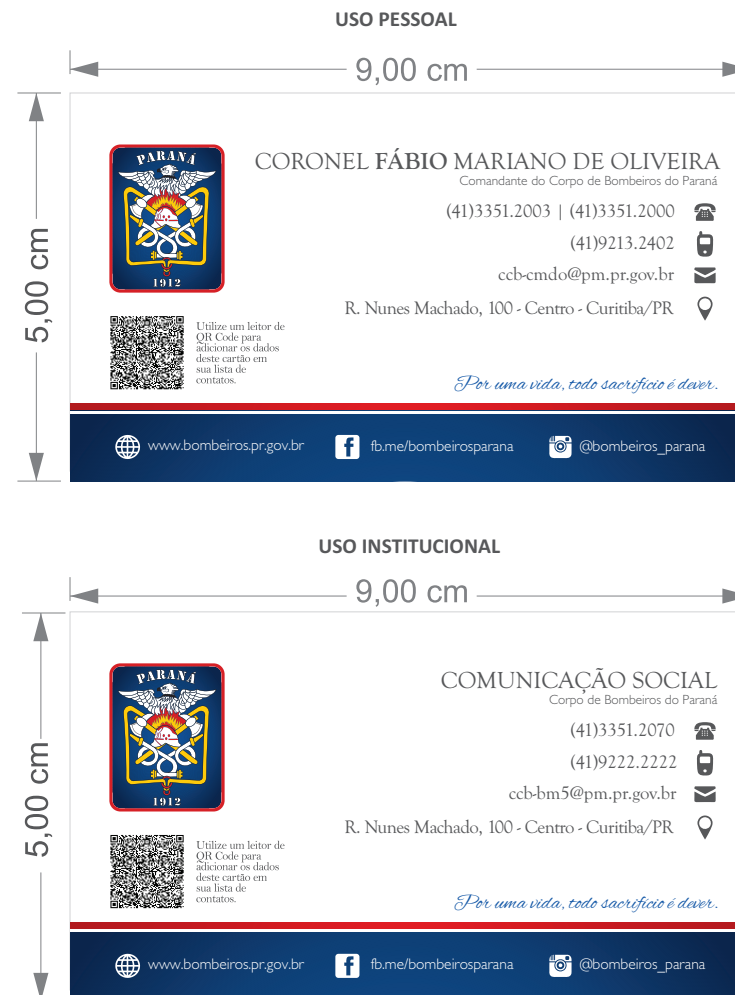 USO PESSOAL
9,00 cm
5,00 cm
PARANÁ
1912
CORONEL FÁBIO MARIANO DE OLIVEIRA
Comandante do Corpo de Bombeiros do Paraná
(41)3351.2003 | (41)3351.2000
(41)9213.2402
ccb-cmdo@pm.pr.gov.br
R. Nunes Machado, 100 - Centro - Curitiba/PR
Utilize um leitor de
QR Code para
adicionar os dados
deste cartão em
sua lista de
contatos.
Por uma vida, todo sacrifício é dever.
www.bombeiros.pr.gov.br
fb.me/bombeirosparana
@bombeiros_parana
USO INSTITUCIONAL
9,00 cm
5,00 cm
PARANÁ
1912
COMUNICAÇÃO SOCIAL
Corpo de Bombeiros do Paraná
(41)3351.2070
(41)9222.2222
ccb-bm5@pm.pr.gov.br
R. Nunes Machado, 100 - Centro - Curitiba/PR
Utilize um leitor de
QR Code para
adicionar os dados
deste cartão em
sua lista de
contatos.
Por uma vida, todo sacrifício é dever.
www.bombeiros.pr.gov.br
fb.me/bombeirosparana
@bombeiros_parana